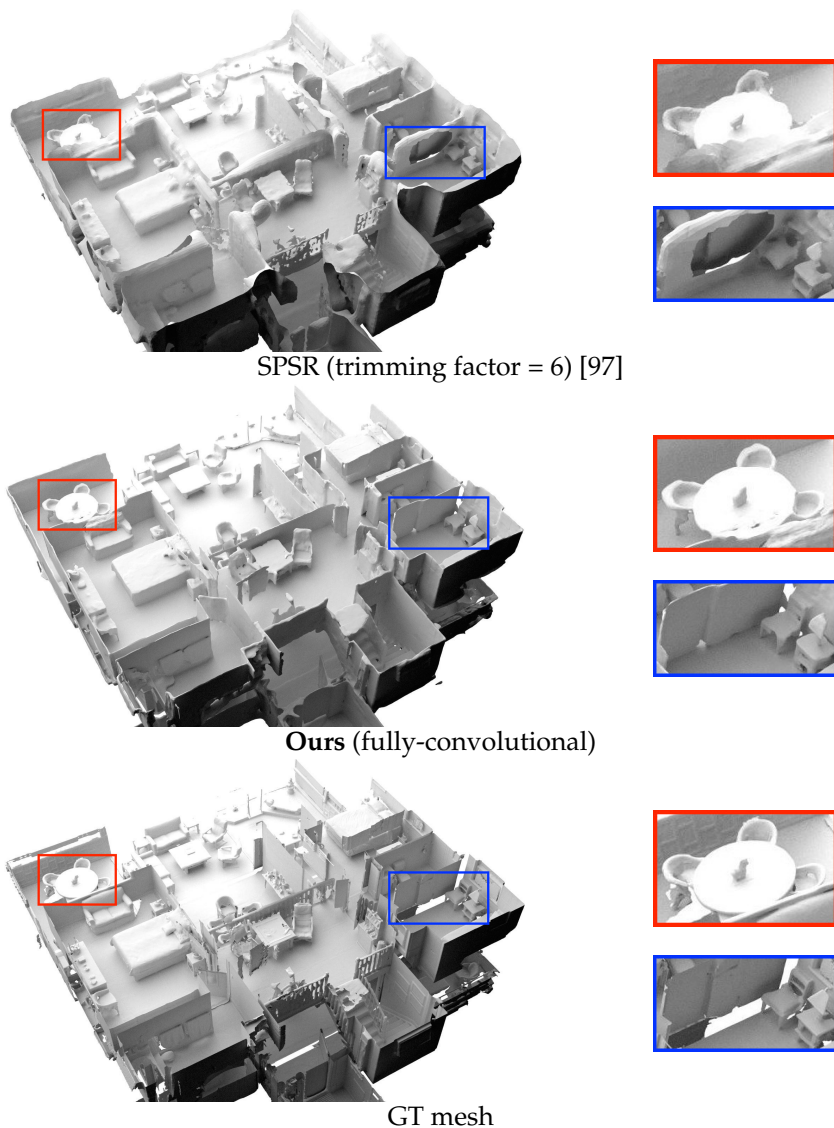 SPSR (trimming factor = 6) [97]
Ours (fully-convolutional)
GT mesh